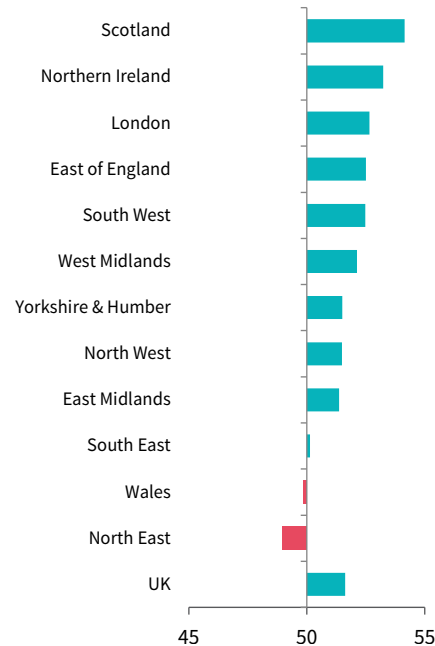 Scotland
Northern Ireland
London
East of England
South West
West Midlands
Yorkshire & Humber
North West
East Midlands
South East
Wales
North East
UK
45 50 55